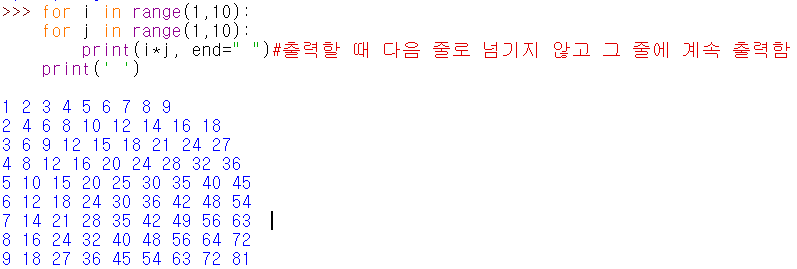 >>> for i in range(1,10):
for j in range(1,10):
print(i*j, end=" ")#출력할 때 다음 줄로 넘기지 않고 그 줄에 계속 출력함
print(' ')
1 2 3 4 5 6 7 8 9
2 4 6 8 10 12 14 16 18
3 6 9 12 15 18 21 24 27
4 8 12 16 20 24 28 32 36
5 10 15 20 25 30 35 40 45
6 12 18 24 30 36 42 48 54
7 14 21 28 35 42 49 56 63
8 16 24 32 40 48 56 64 72
9 18 27 36 45 54 63 72 81